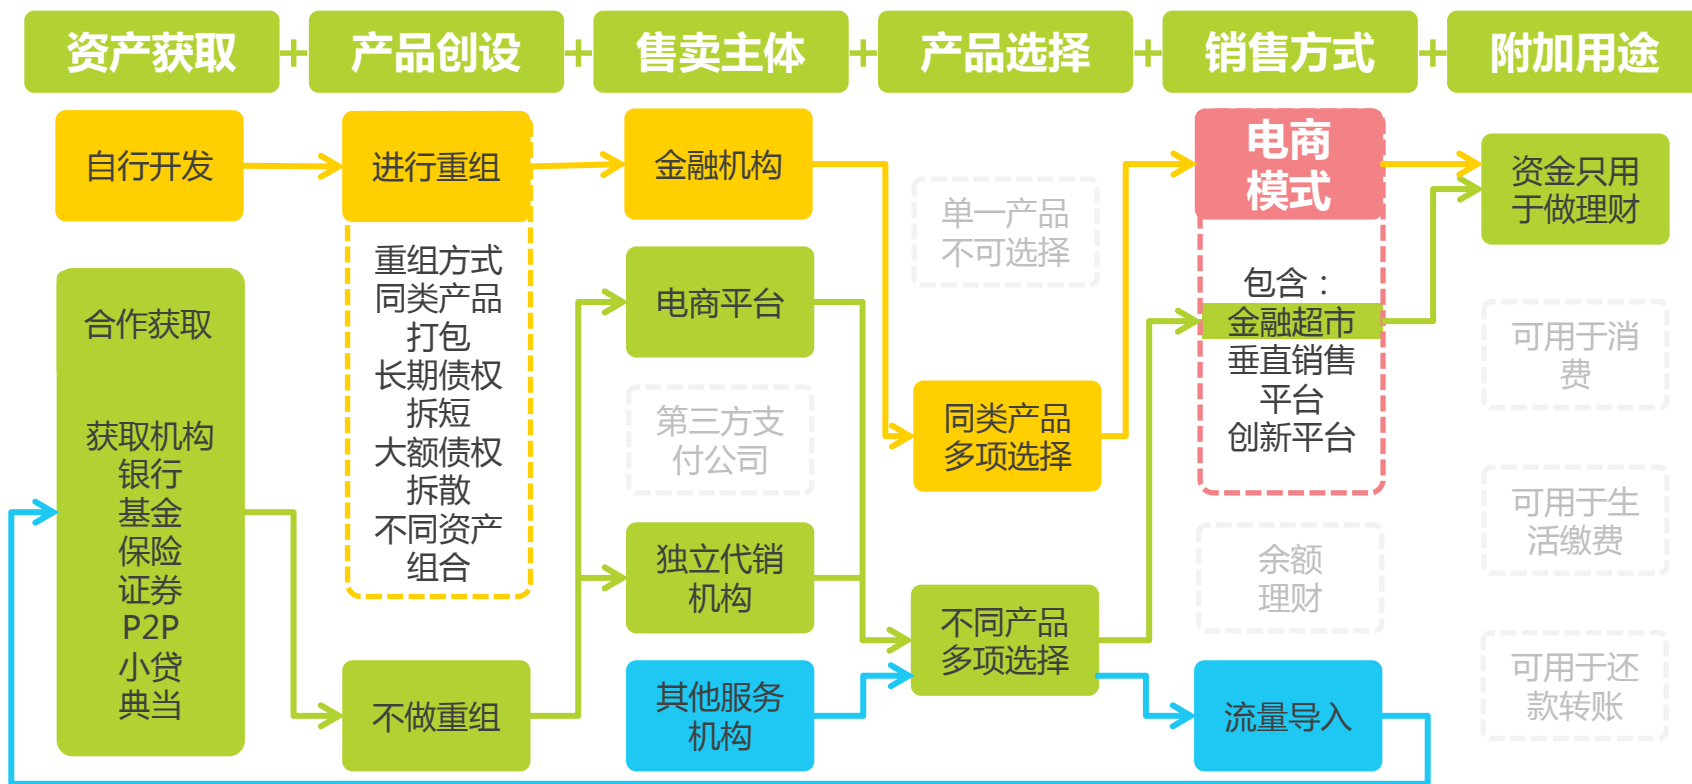 资产获取
+
产品创设
+
售卖主体
+
产品选择
+
销售方式
+
附加用途
自行开发
合作获取
获取机构
银行
基金
保险
证券
P2P
小贷
典当
进行重组
重组方式
同类产品
打包
长期债权
拆短
大额债权
拆散
不同资产
组合
不做重组
金融机构
电商平台
第三方支
付公司
独立代销
机构
其他服务
机构
单一产品
不可选择
同类产品
多项选择
不同产品
多项选择
电商
模式
包含：
金融超市
垂直销售
平台
创新平台
余额
理财
流量导入
资金只用
于做理财
可用于消
费
可用于生
活缴费
可用于还
款转账